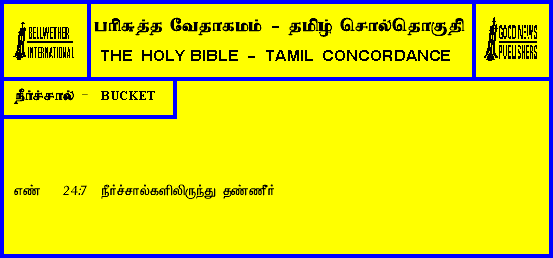 BELLWETHER
INTERNATIONAL
பரிசுத்த வேதாகமம் - தமிழ் சொல்தொகுதி
THE HOLY BIBLE - TAMIL CONCORDANCE
GOOD NEWS
PUBLISHERS
நீர்ச்சால் - BUCKET
எண் 24:7 நீர்ச்சால்களிலிருந்து தண்ணீர்